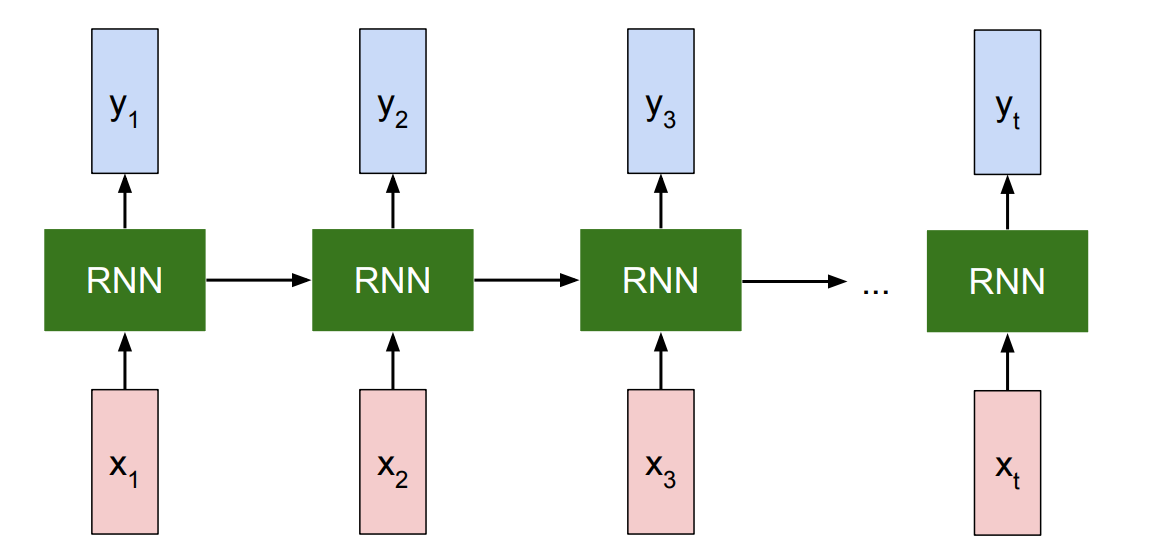 y₁ y₂ y₃ yₜ
RNN RNN RNN ... RNN
x₁ x₂ x₃ xₜ